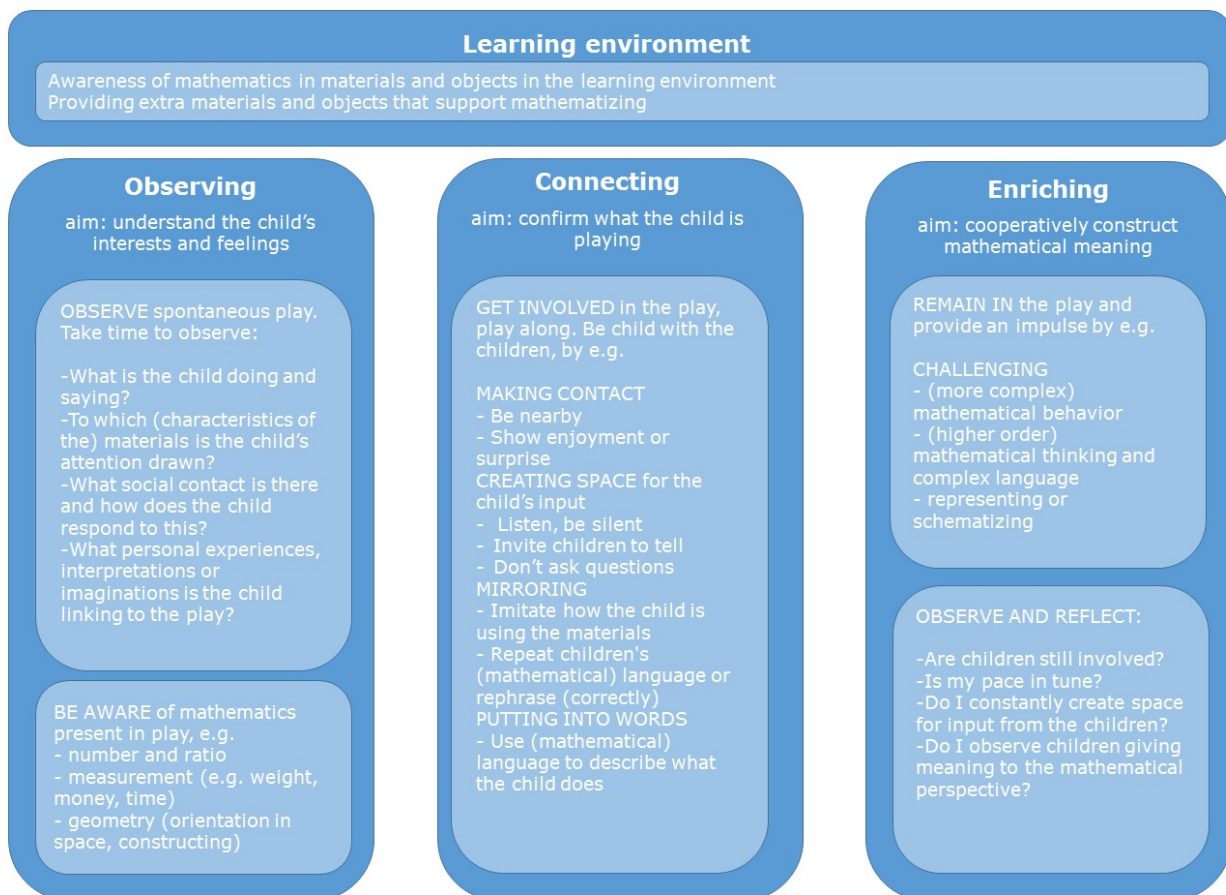 Learning environment
Awareness of mathematics in materials and objects in the learning environment
Providing extra materials and objects that support mathematizing
Observing
aim: understand the child’s
interests and feelings
OBSERVE spontaneous play.
Take time to observe:
-What is the child doing and
saying?
-To which (characteristics of
the) materials is the child’s
attention drawn?
-What social contact is there
and how does the child
respond to this?
-What personal experiences,
interpretations or
imaginations is the child
linking to the play?
BE AWARE of mathematics
present in play, e.g.
- number and ratio
- measurement (e.g. weight,
money, time)
- geometry (orientation in
space, constructing)
Connecting
aim: confirm what the child is
playing
GET INVOLVED in the play,
play along. Be child with the
children, by e.g.
MAKING CONTACT
- Be nearby
- Show enjoyment or
surprise
CREATING SPACE for the
child’s input
- Listen, be silent
- Invite children to tell
- Don’t ask questions
MIRRORING
- Imitate how the child is
using the materials
- Repeat children's
(mathematical) language or
rephrase (correctly)
PUTTING INTO WORDS
- Use (mathematical)
language to describe what
the child does
Enriching
aim: cooperatively construct
mathematical meaning
REMAIN IN the play and
provide an impulse by e.g.
CHALLENGING
- (more complex)
mathematical behavior
- (higher order)
mathematical thinking and
complex language
- representing or
schematizing
OBSERVE AND REFLECT:
-Are children still involved?
-Is my pace in tune?
-Do I constantly create space
for input from the children?
-Do I observe children giving
meaning to the mathematical
perspective?